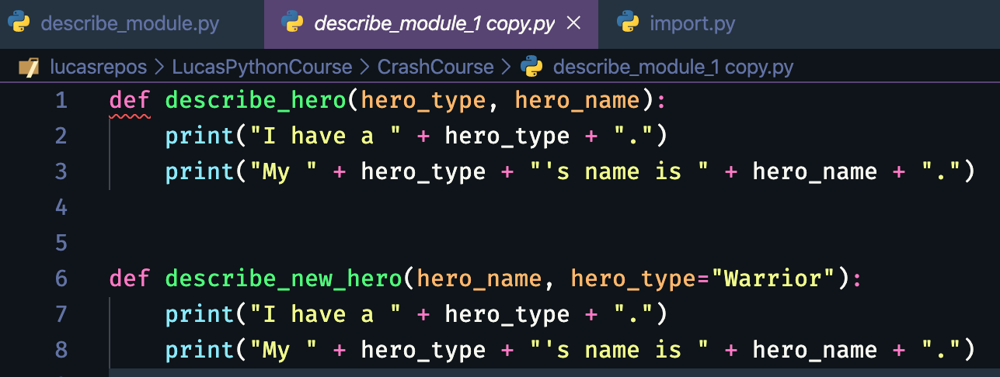 describe_module.py describe_module_1 copy.py × import.py
lucasrepos > LucasPythonCourse > CrashCourse > describe_module_1 copy.py
1 def describe_hero(hero_type, hero_name):
2     print("I have a " + hero_type + ".")
3     print("My " + hero_type + "'s name is " + hero_name + ".")
4
5
6 def describe_new_hero(hero_name, hero_type="Warrior"):
7     print("I have a " + hero_type + ".")
8     print("My " + hero_type + "'s name is " + hero_name + ".")